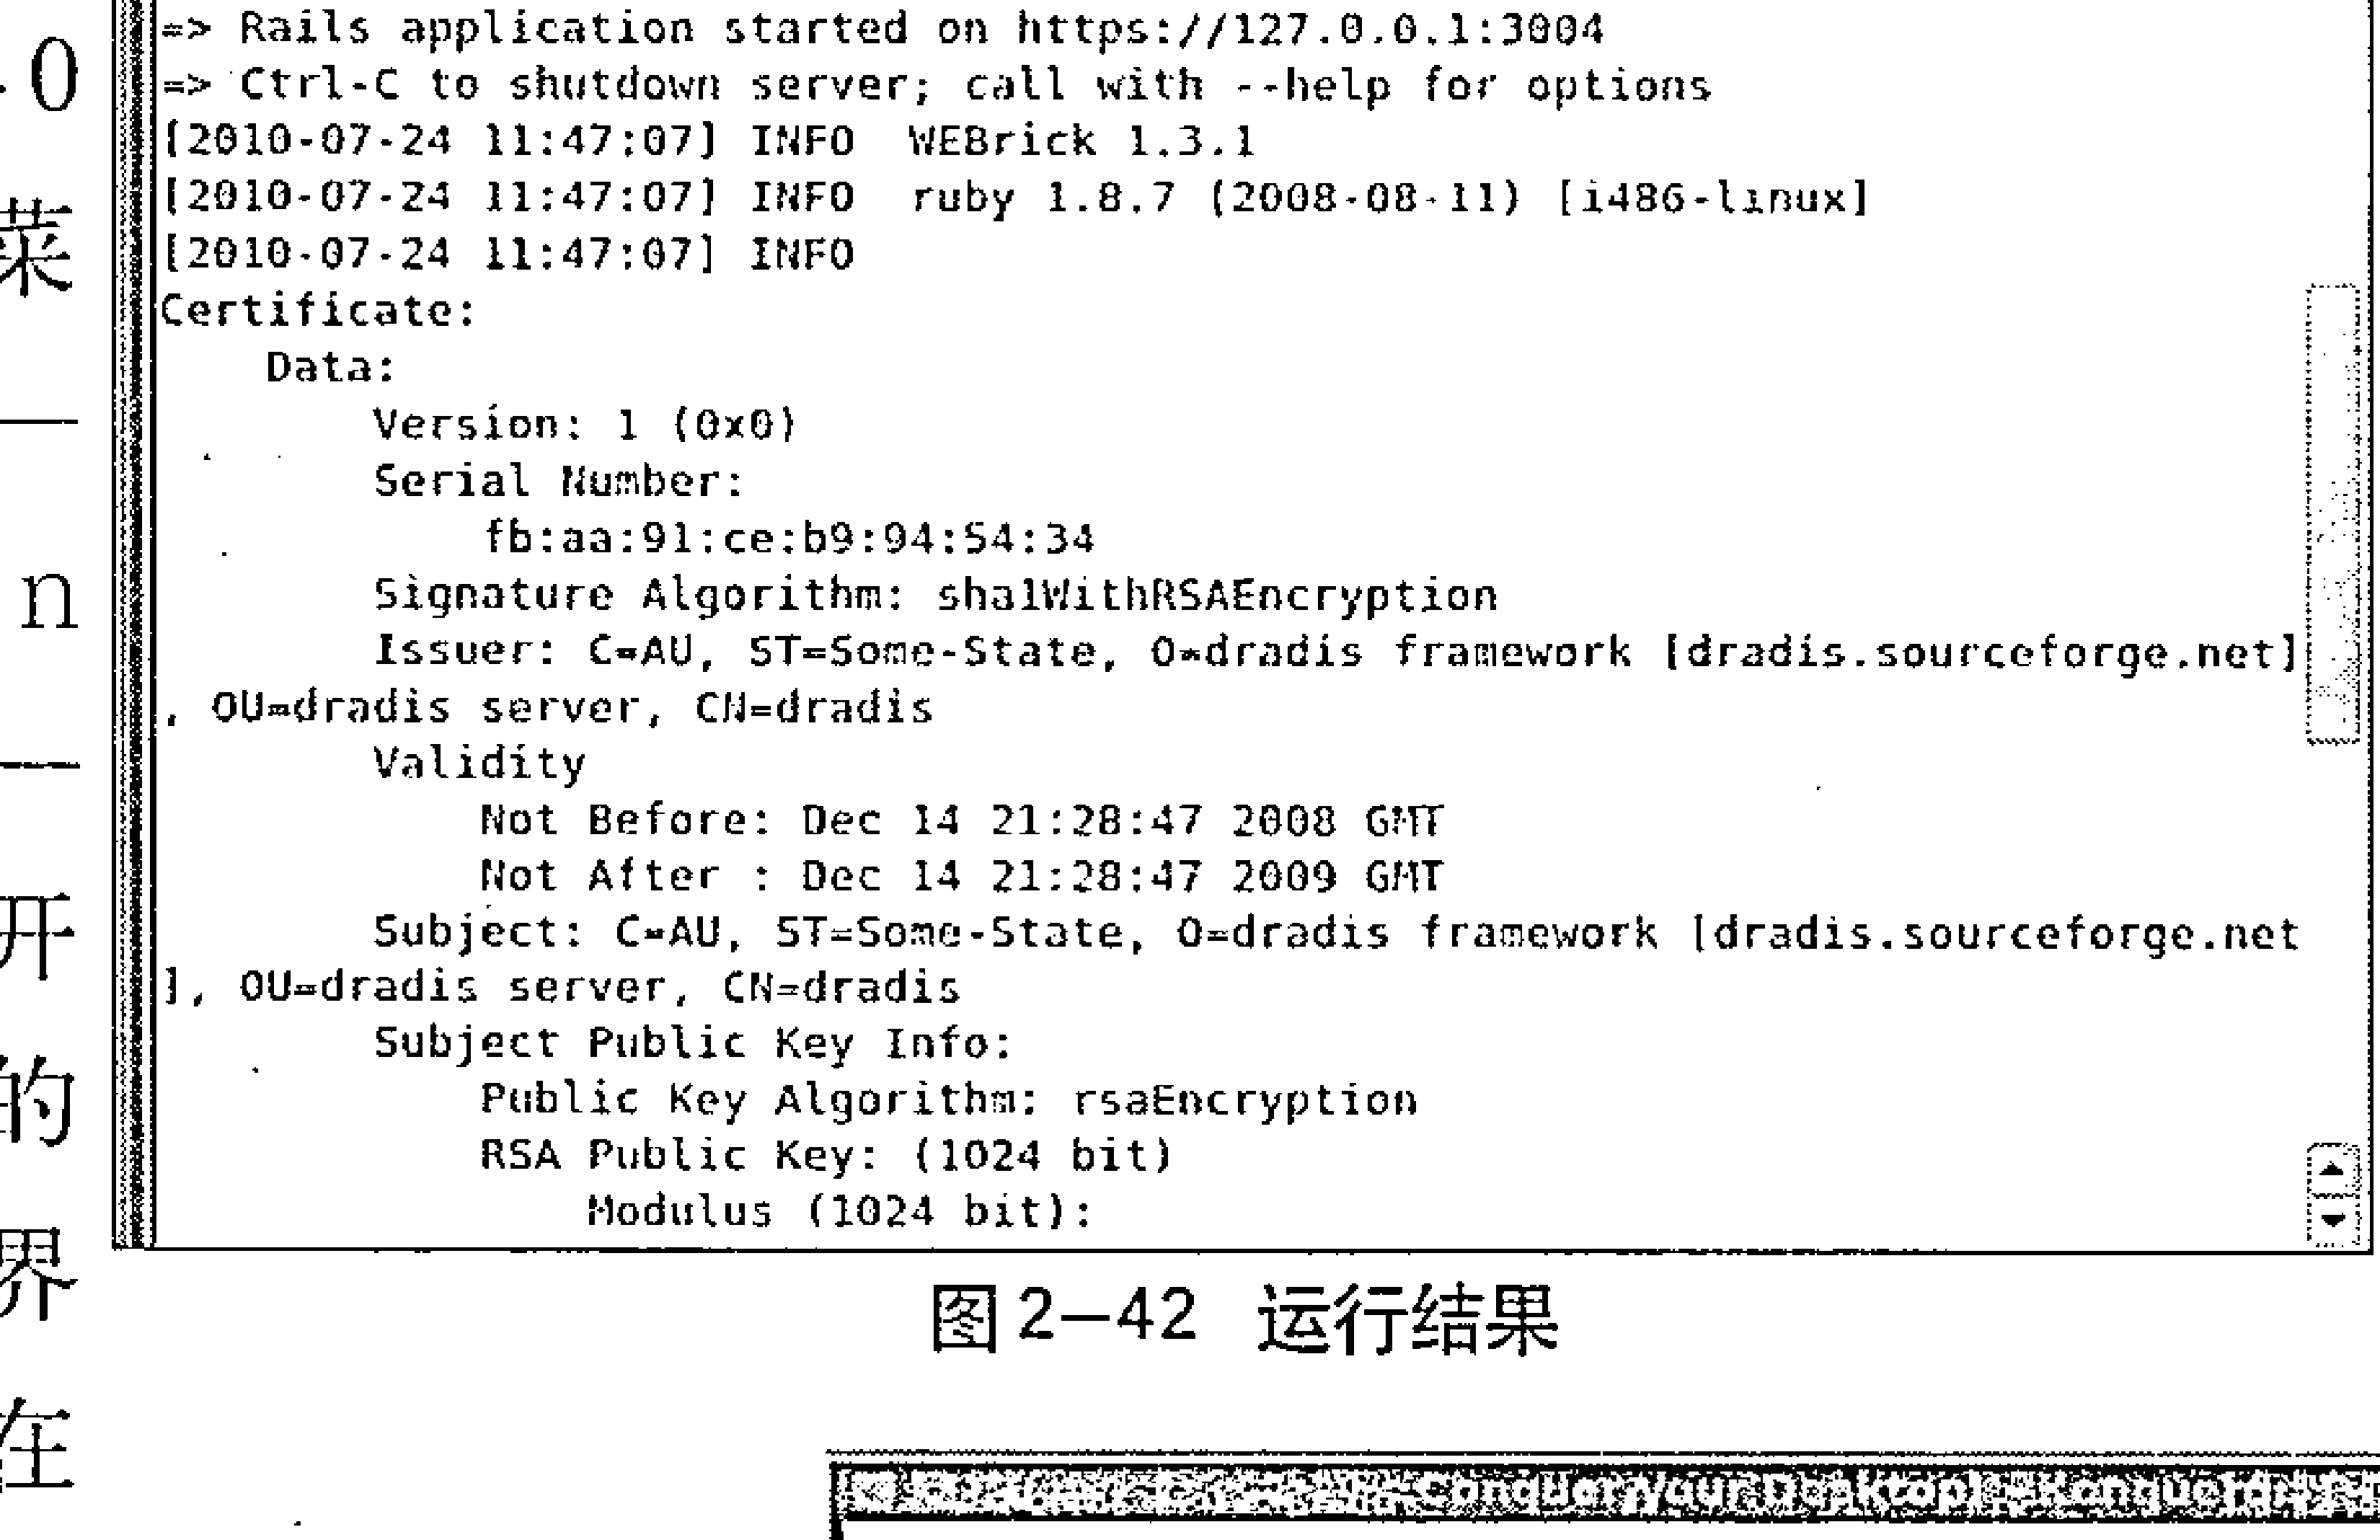 => Rails application started on https://127.0.0.1:3004
=> Ctrl-C to shutdown server; call with --help for options
[2010-07-24 11:47:07] INFO  WEBrick 1.3.1
[2010-07-24 11:47:07] INFO  ruby 1.8.7 (2008-08-11) [i486-linux]
[2010-07-24 11:47:07] INFO
Certificate:
    Data:
        Version: 1 (0x0)
        Serial Number:
            fb:aa:91:ce:b9:94:54:34
        Signature Algorithm: sha1WithRSAEncryption
        Issuer: C=AU, ST=Some-State, O=dradis framework [dradis.sourceforge.net]
, OU=dradis server, CN=dradis
        Validity
            Not Before: Dec 14 21:28:47 2008 GMT
            Not After : Dec 14 21:28:47 2009 GMT
        Subject: C=AU, ST=Some-State, O=dradis framework [dradis.sourceforge.net
], OU=dradis server, CN=dradis
        Subject Public Key Info:
            Public Key Algorithm: rsaEncryption
            RSA Public Key: (1024 bit)
                Modulus (1024 bit):
图2—42 运行结果
0
菜
—
n
—
开
的
界
在